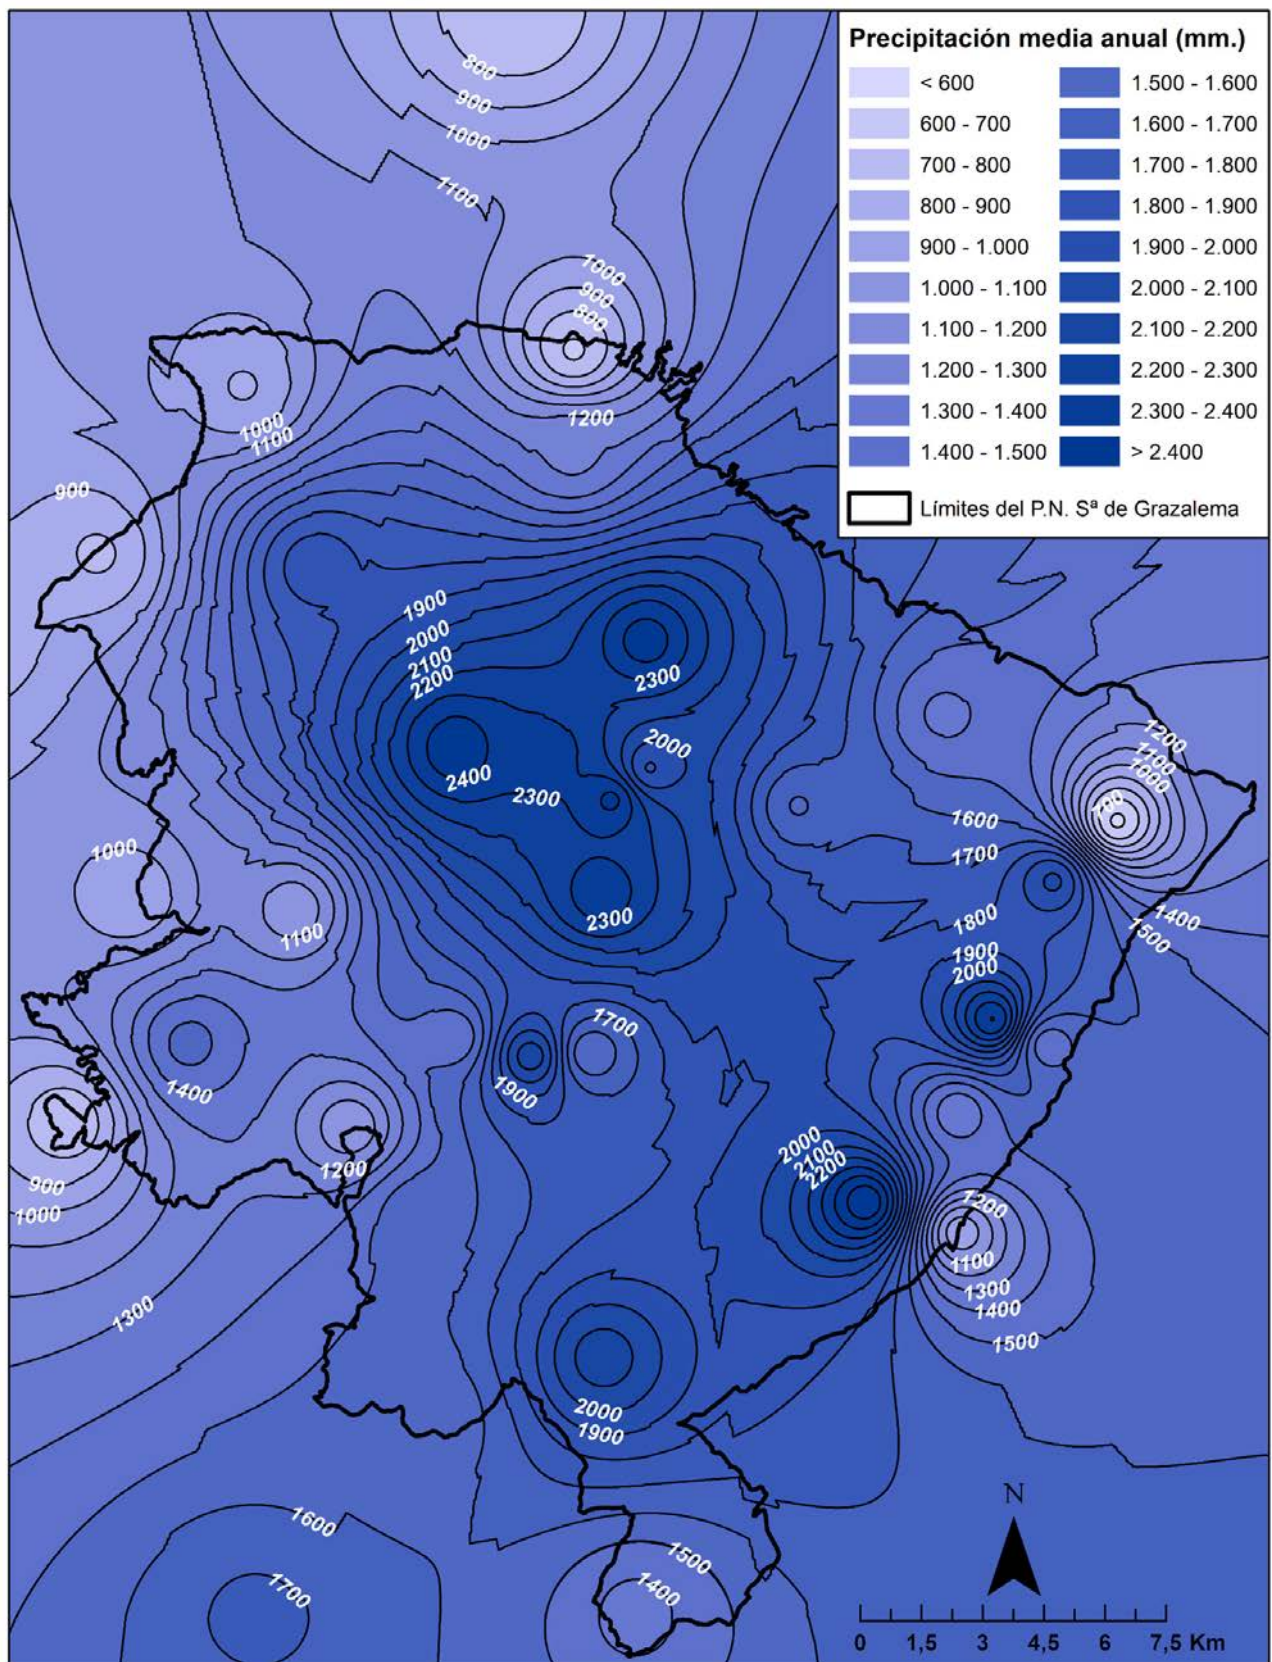 Precipitación media anual (mm.)
< 600
600 - 700
700 - 800
800 - 900
900 - 1.000
1.000 - 1.100
1.100 - 1.200
1.200 - 1.300
1.300 - 1.400
1.400 - 1.500
1.500 - 1.600
1.600 - 1.700
1.700 - 1.800
1.800 - 1.900
1.900 - 2.000
2.000 - 2.100
2.100 - 2.200
2.200 - 2.300
2.300 - 2.400
> 2.400
Límites del P.N. Sª de Grazalema
800
900
1000
1100
1000
900
800
1200
1000
1100
900
1900
2000
2100
2200
2300
2000
2400
2300
1200
1100
1000
700
1600
1700
1000
1100
2300
1800
1400
1500
1900
2000
1700
1400
1900
1200
900
1000
2000
2100
2200
1200
1100
1300
1400
1500
1300
2000
1900
1600
1500
1700
1400
N
0 1,5 3 4,5 6 7,5 Km